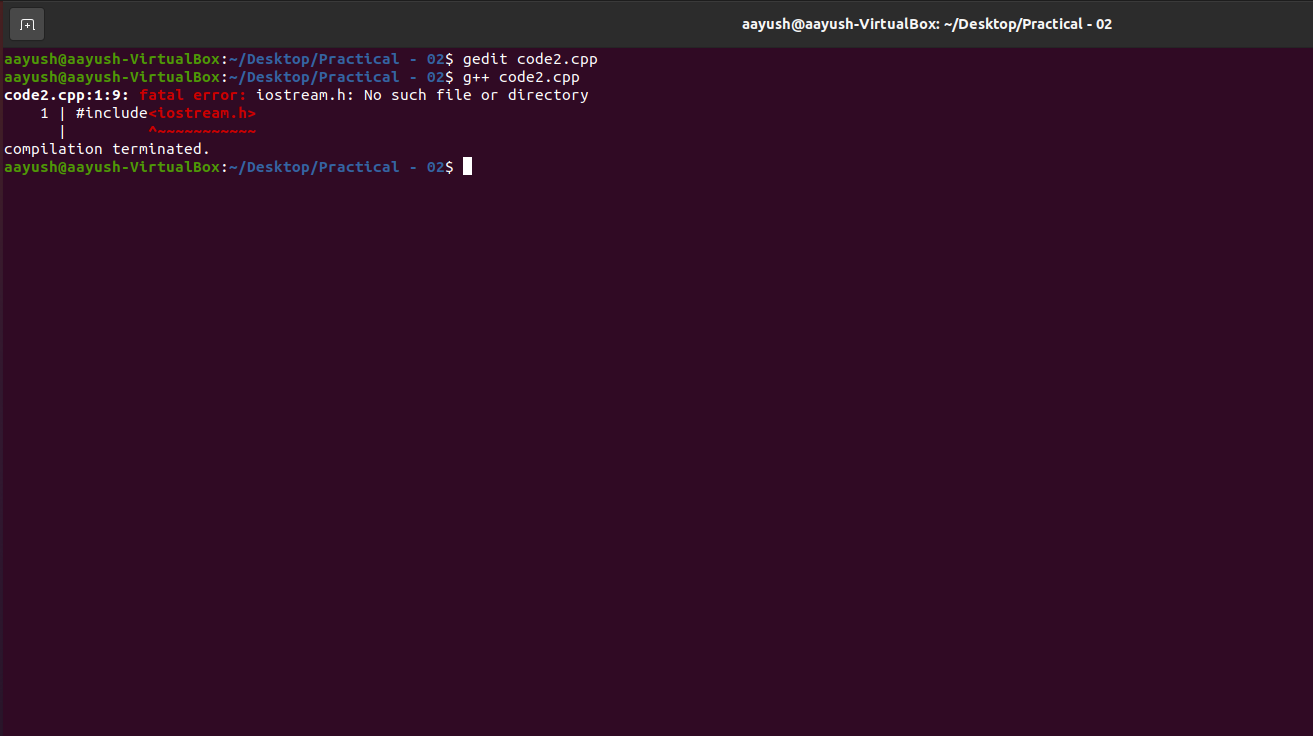 aayush@aayush-VirtualBox: ~/Desktop/Practical - 02
aayush@aayush-VirtualBox:~/Desktop/Practical - 02$ gedit code2.cpp
aayush@aayush-VirtualBox:~/Desktop/Practical - 02$ g++ code2.cpp
code2.cpp:1:9: fatal error: iostream.h: No such file or directory
    1 | #include<iostream.h>
      |         ^~~~~~~~~~~~
compilation terminated.
aayush@aayush-VirtualBox:~/Desktop/Practical - 02$